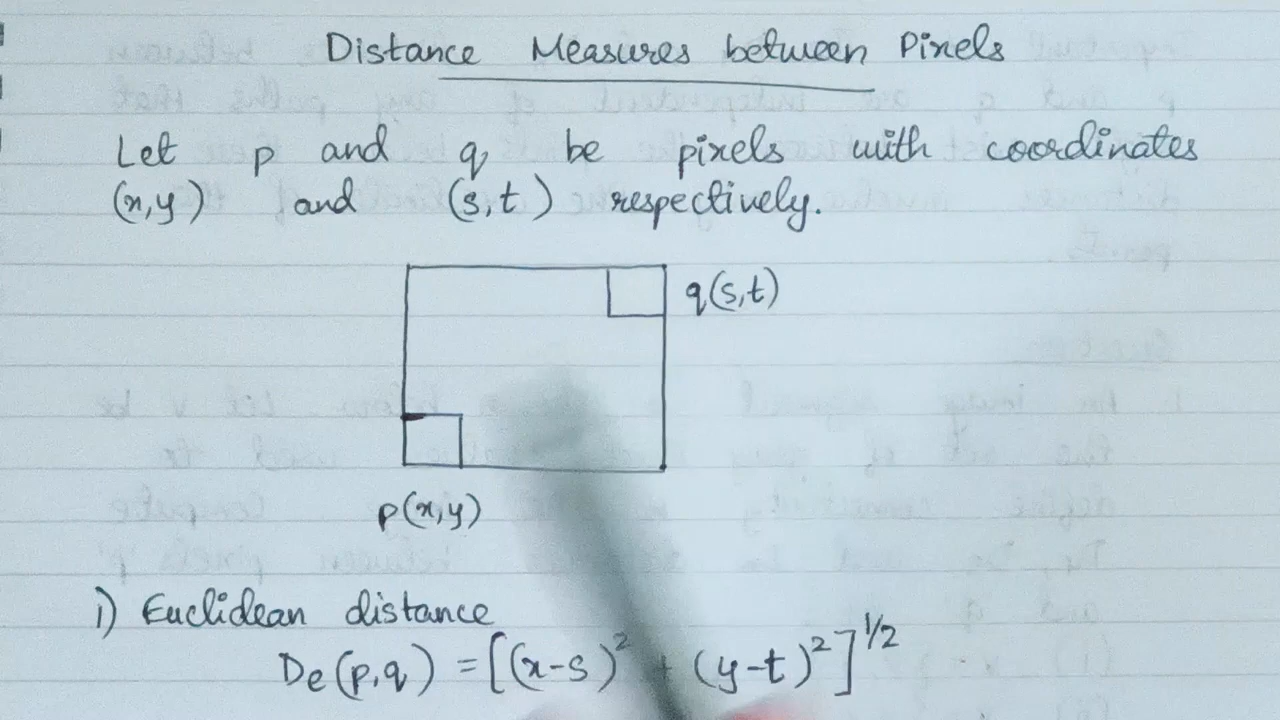 Distance Measures between Pixels
Let p and q be pixels with coordinates
(x,y) and (s,t) respectively.
q(s,t)
p(x,y)
i) Euclidean distance
De(p,q) = [(x-s)² + (y-t)²]^1/2